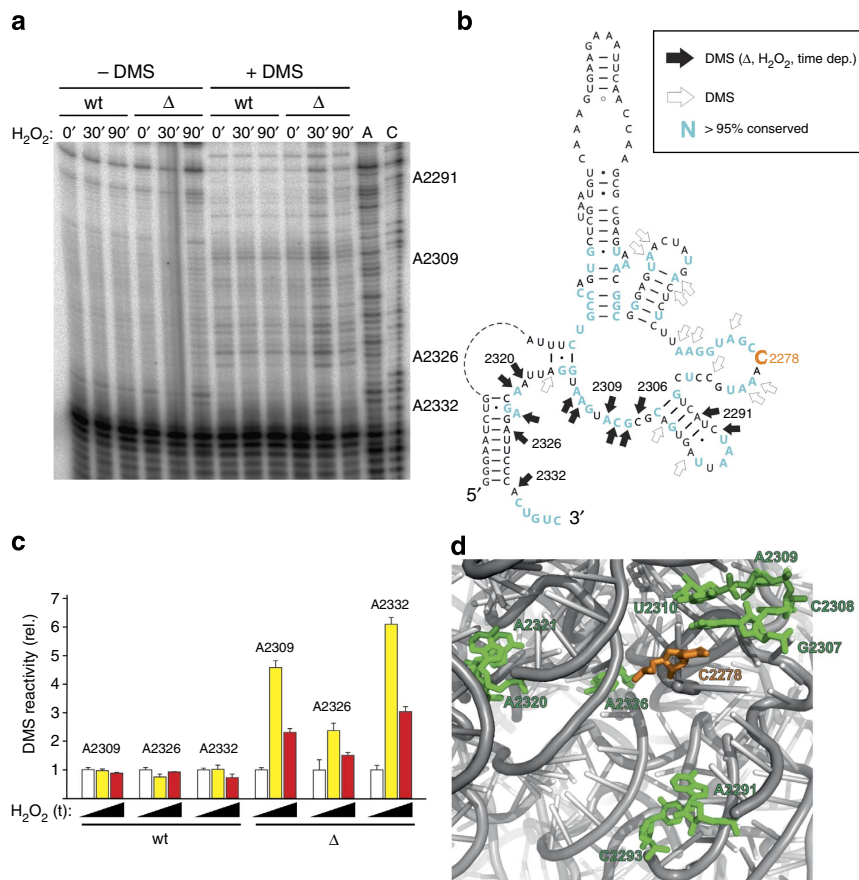 a
– DMS + DMS
wt Δ wt Δ
H₂O₂: 0′ 30′ 90′ 0′ 30′ 90′ 0′ 30′ 90′ 0′ 30′ 90′ A C
A2291
A2309
A2326
A2332
b
DMS (Δ, H₂O₂, time dep.)
DMS
N > 95% conserved
C2278
2320
2309
2306
2291
2326
2332
5′
3′
c
DMS reactivity (rel.)
7
6
5
4
3
2
1
A2309
A2326
A2332
A2309
A2326
A2332
H₂O₂ (t):
wt
Δ
d
A2309
C2308
U2310
G2307
A2321
C2278
A2320
A2326
A2291
C2293